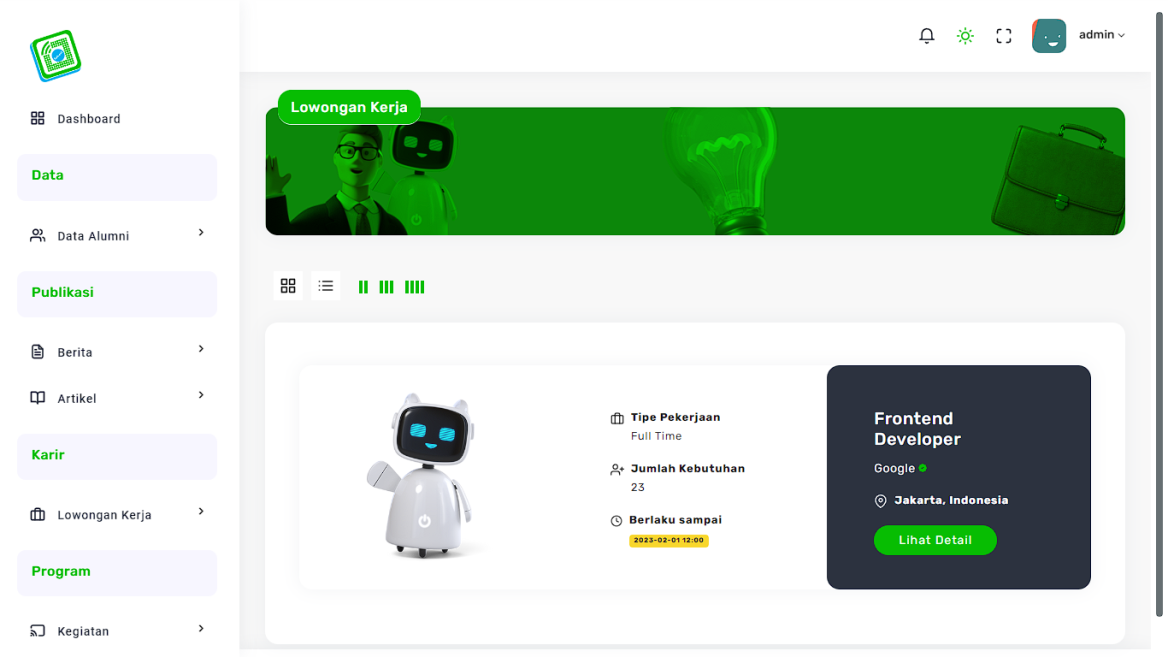 admin
Dashboard
Data
Data Alumni
Publikasi
Berita
Artikel
Karir
Lowongan Kerja
Program
Kegiatan
Lowongan Kerja
Tipe Pekerjaan
Full Time
Jumlah Kebutuhan
23
Berlaku sampai
2023-02-01 12:00
Frontend
Developer
Google
Jakarta, Indonesia
Lihat Detail